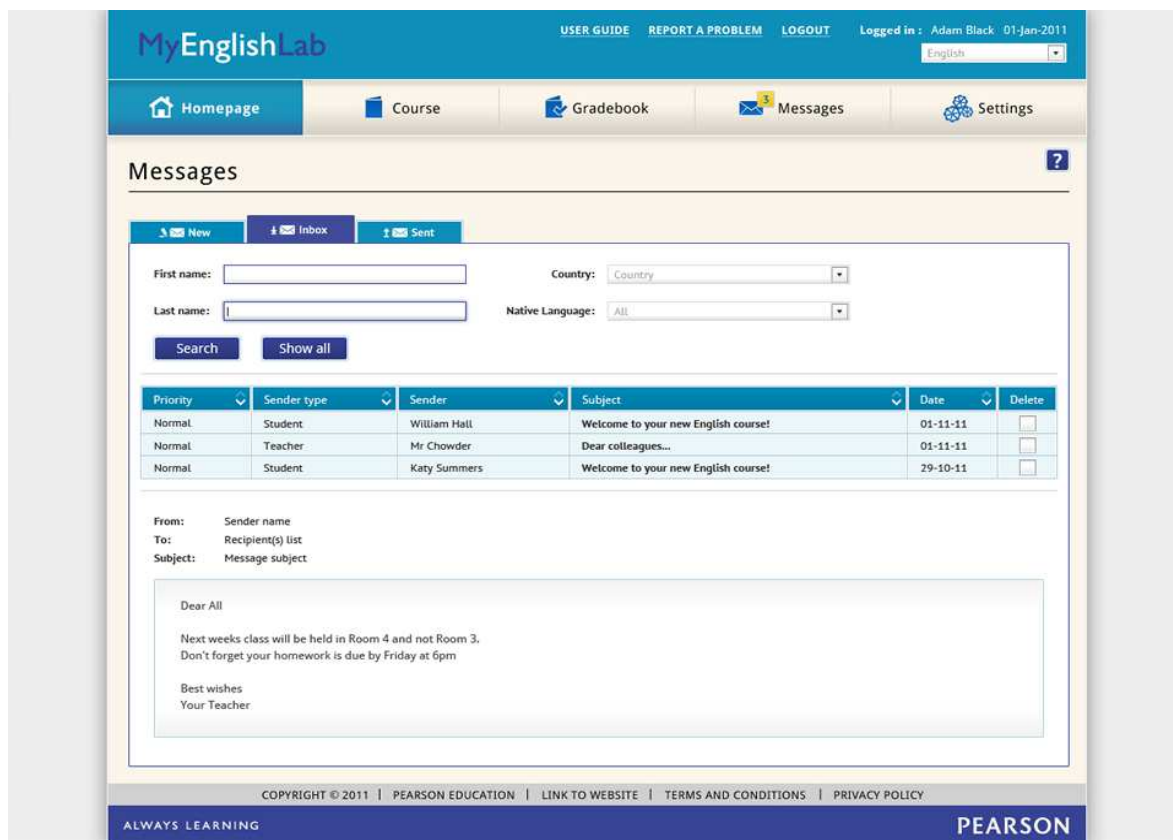 MyEnglishLab
USER GUIDE REPORT A PROBLEM LOGOUT Logged in : Adam Black 01-Jan-2011
English
Homepage Course Gradebook 3 Messages Settings
Messages ?
New Inbox Sent
First name: Country: Country
Last name: Native Language: All
Search Show all
Priority Sender type Sender Subject Date Delete
Normal Student William Hall Welcome to your new English course! 01-11-11
Normal Teacher Mr Chowder Dear colleagues... 01-11-11
Normal Student Katy Summers Welcome to your new English course! 29-10-11
From: Sender name
To: Recipient(s) list
Subject: Message subject
Dear All
Next weeks class will be held in Room 4 and not Room 3.
Don't forget your homework is due by Friday at 6pm
Best wishes
Your Teacher
COPYRIGHT © 2011 | PEARSON EDUCATION | LINK TO WEBSITE | TERMS AND CONDITIONS | PRIVACY POLICY
ALWAYS LEARNING PEARSON